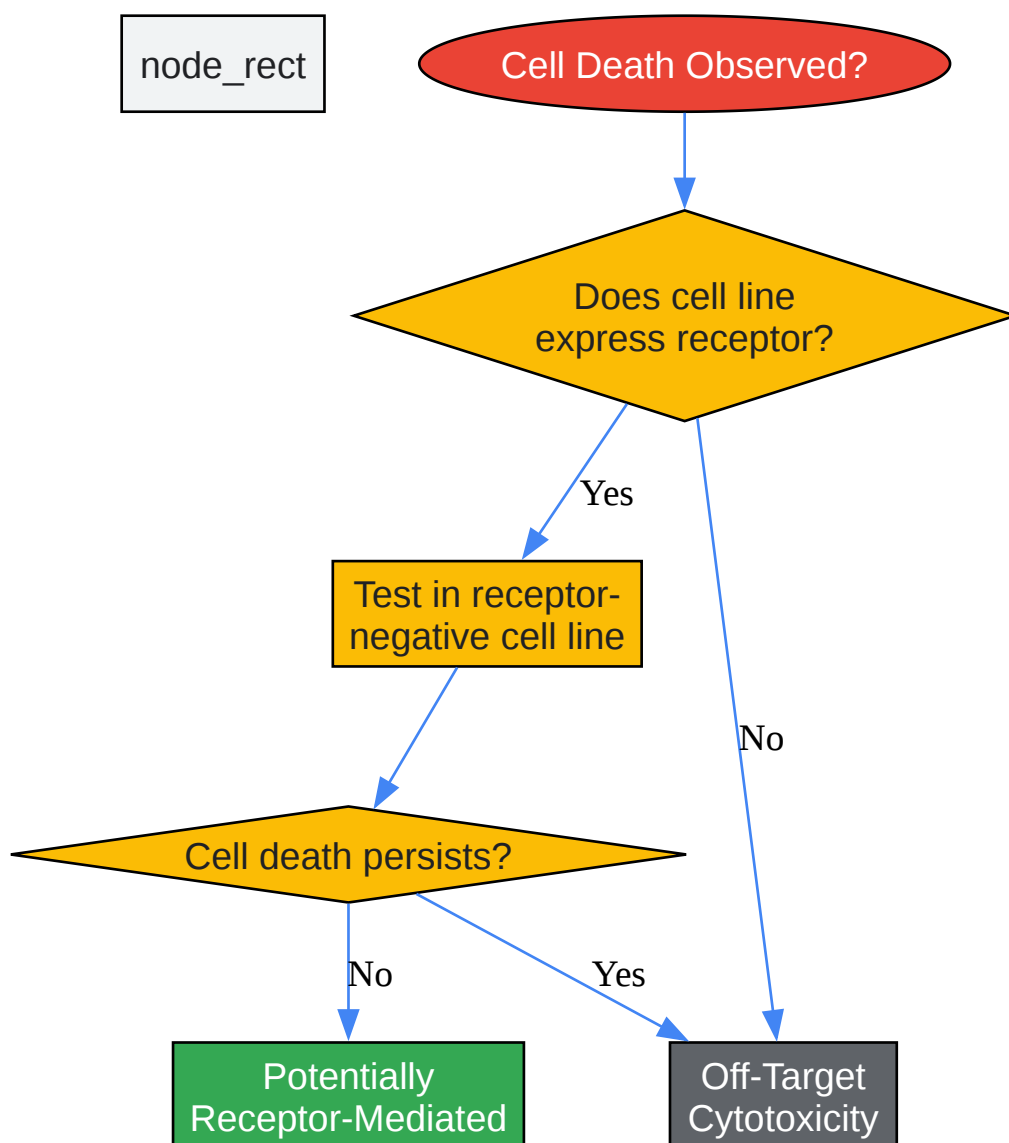 node_rect
Cell Death Observed?
Does cell line
express receptor?
Yes
Test in receptor-
negative cell line
No
Cell death persists?
No
Yes
Potentially
Receptor-Mediated
Off-Target
Cytotoxicity